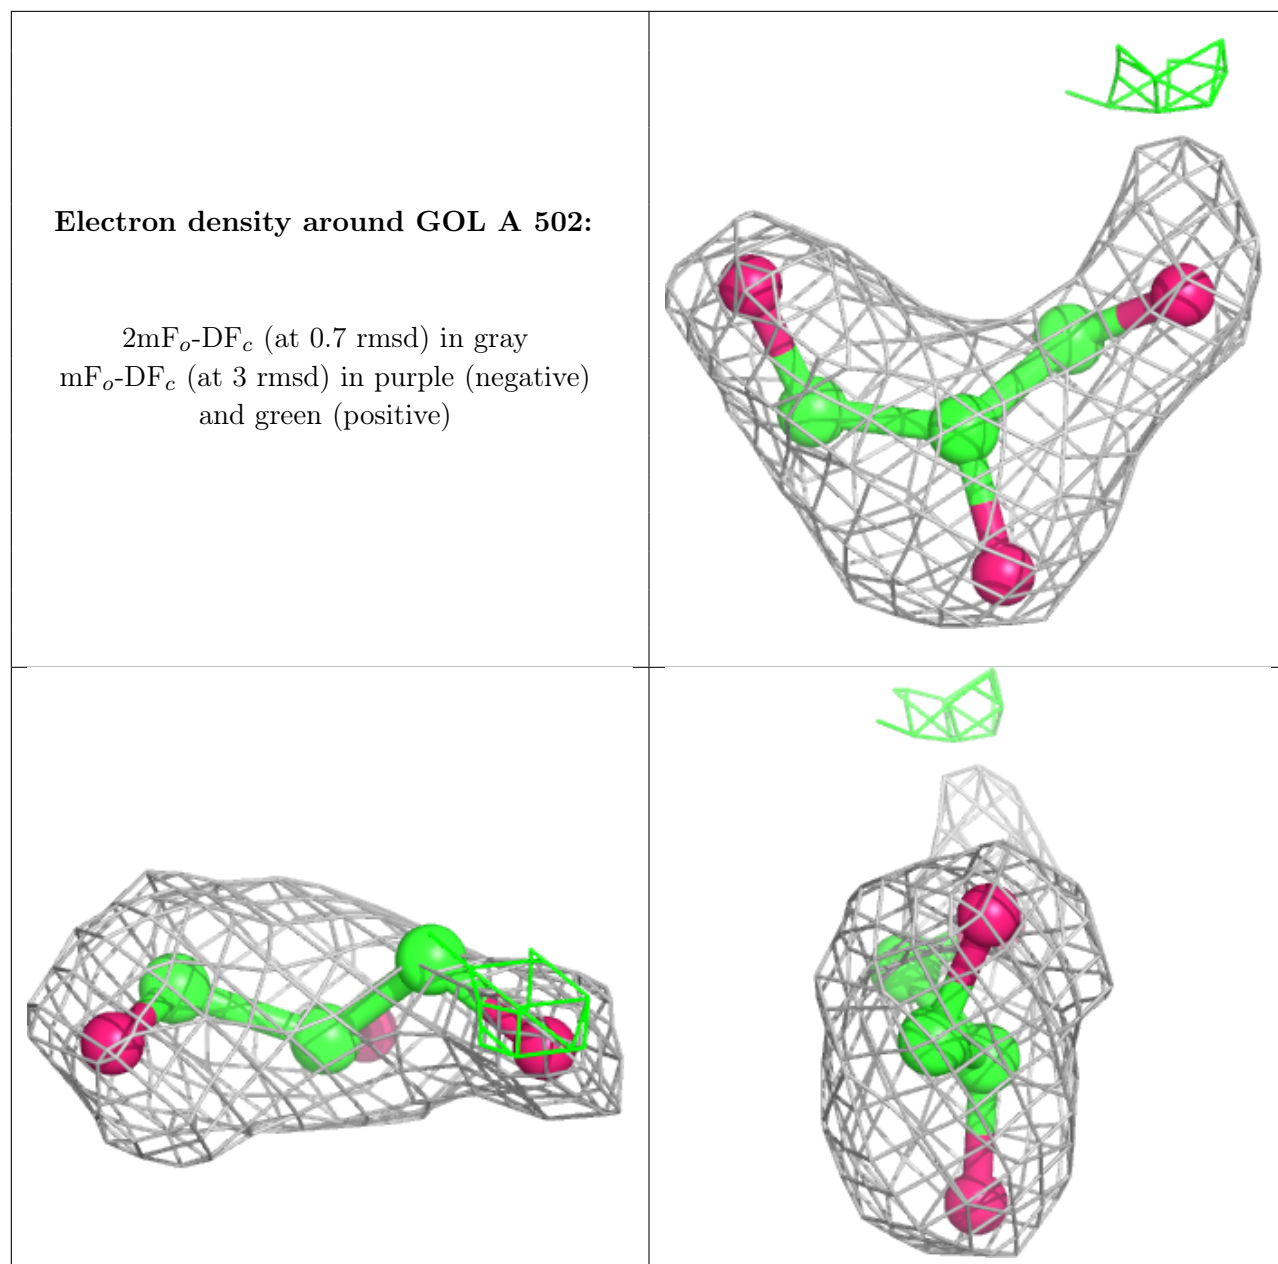 Electron density around GOL A 502:
2mFo-DFc (at 0.7 rmsd) in gray
mFo-DFc (at 3 rmsd) in purple (negative)
and green (positive)